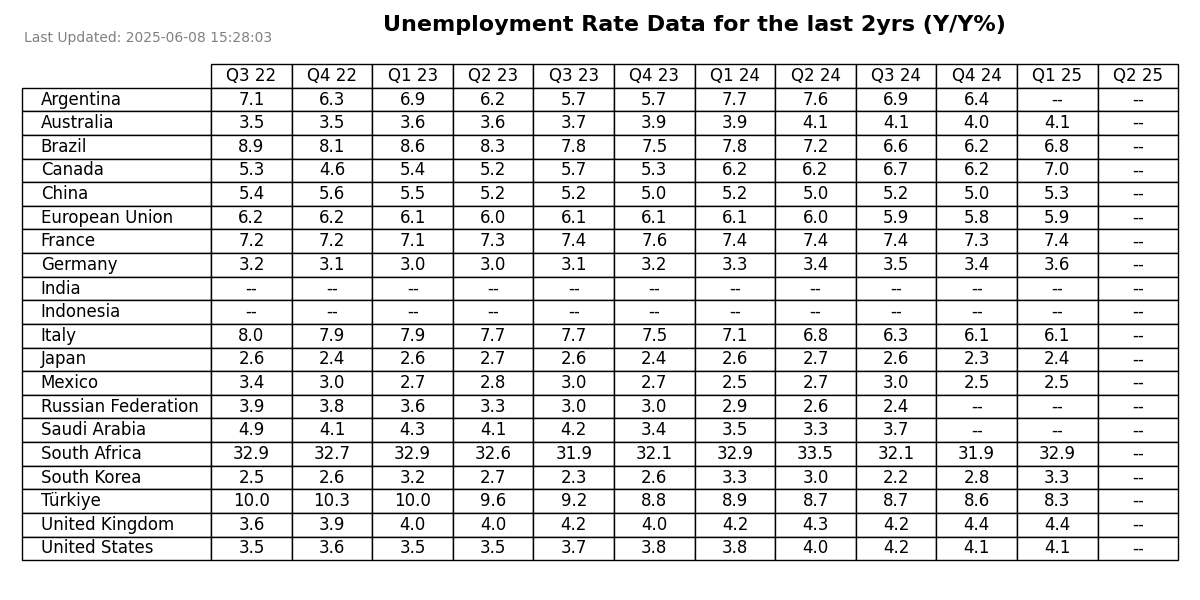 Unemployment Rate Data for the last 2yrs (Y/Y%)
Last Updated: 2025-06-08 15:28:03
Q3 22 Q4 22 Q1 23 Q2 23 Q3 23 Q4 23 Q1 24 Q2 24 Q3 24 Q4 24 Q1 25 Q2 25
Argentina 7.1 6.3 6.9 6.2 5.7 5.7 7.7 7.6 6.9 6.4 -- --
Australia 3.5 3.5 3.6 3.6 3.7 3.9 3.9 4.1 4.1 4.0 4.1 --
Brazil 8.9 8.1 8.6 8.3 7.8 7.5 7.8 7.2 6.6 6.2 6.8 --
Canada 5.3 4.6 5.4 5.2 5.7 5.3 6.2 6.2 6.7 6.2 7.0 --
China 5.4 5.6 5.5 5.2 5.2 5.0 5.2 5.0 5.2 5.0 5.3 --
European Union 6.2 6.2 6.1 6.0 6.1 6.1 6.1 6.0 5.9 5.8 5.9 --
France 7.2 7.2 7.1 7.3 7.4 7.6 7.4 7.4 7.4 7.3 7.4 --
Germany 3.2 3.1 3.0 3.0 3.1 3.2 3.3 3.4 3.5 3.4 3.6 --
India -- -- -- -- -- -- -- -- -- -- -- --
Indonesia -- -- -- -- -- -- -- -- -- -- -- --
Italy 8.0 7.9 7.9 7.7 7.7 7.5 7.1 6.8 6.3 6.1 6.1 --
Japan 2.6 2.4 2.6 2.7 2.6 2.4 2.6 2.7 2.6 2.3 2.4 --
Mexico 3.4 3.0 2.7 2.8 3.0 2.7 2.5 2.7 3.0 2.5 2.5 --
Russian Federation 3.9 3.8 3.6 3.3 3.0 3.0 2.9 2.6 2.4 -- -- --
Saudi Arabia 4.9 4.1 4.3 4.1 4.2 3.4 3.5 3.3 3.7 -- -- --
South Africa 32.9 32.7 32.9 32.6 31.9 32.1 32.9 33.5 32.1 31.9 32.9 --
South Korea 2.5 2.6 3.2 2.7 2.3 2.6 3.3 3.0 2.2 2.8 3.3 --
Türkiye 10.0 10.3 10.0 9.6 9.2 8.8 8.9 8.7 8.7 8.6 8.3 --
United Kingdom 3.6 3.9 4.0 4.0 4.2 4.0 4.2 4.3 4.2 4.4 4.4 --
United States 3.5 3.6 3.5 3.5 3.7 3.8 3.8 4.0 4.2 4.1 4.1 --